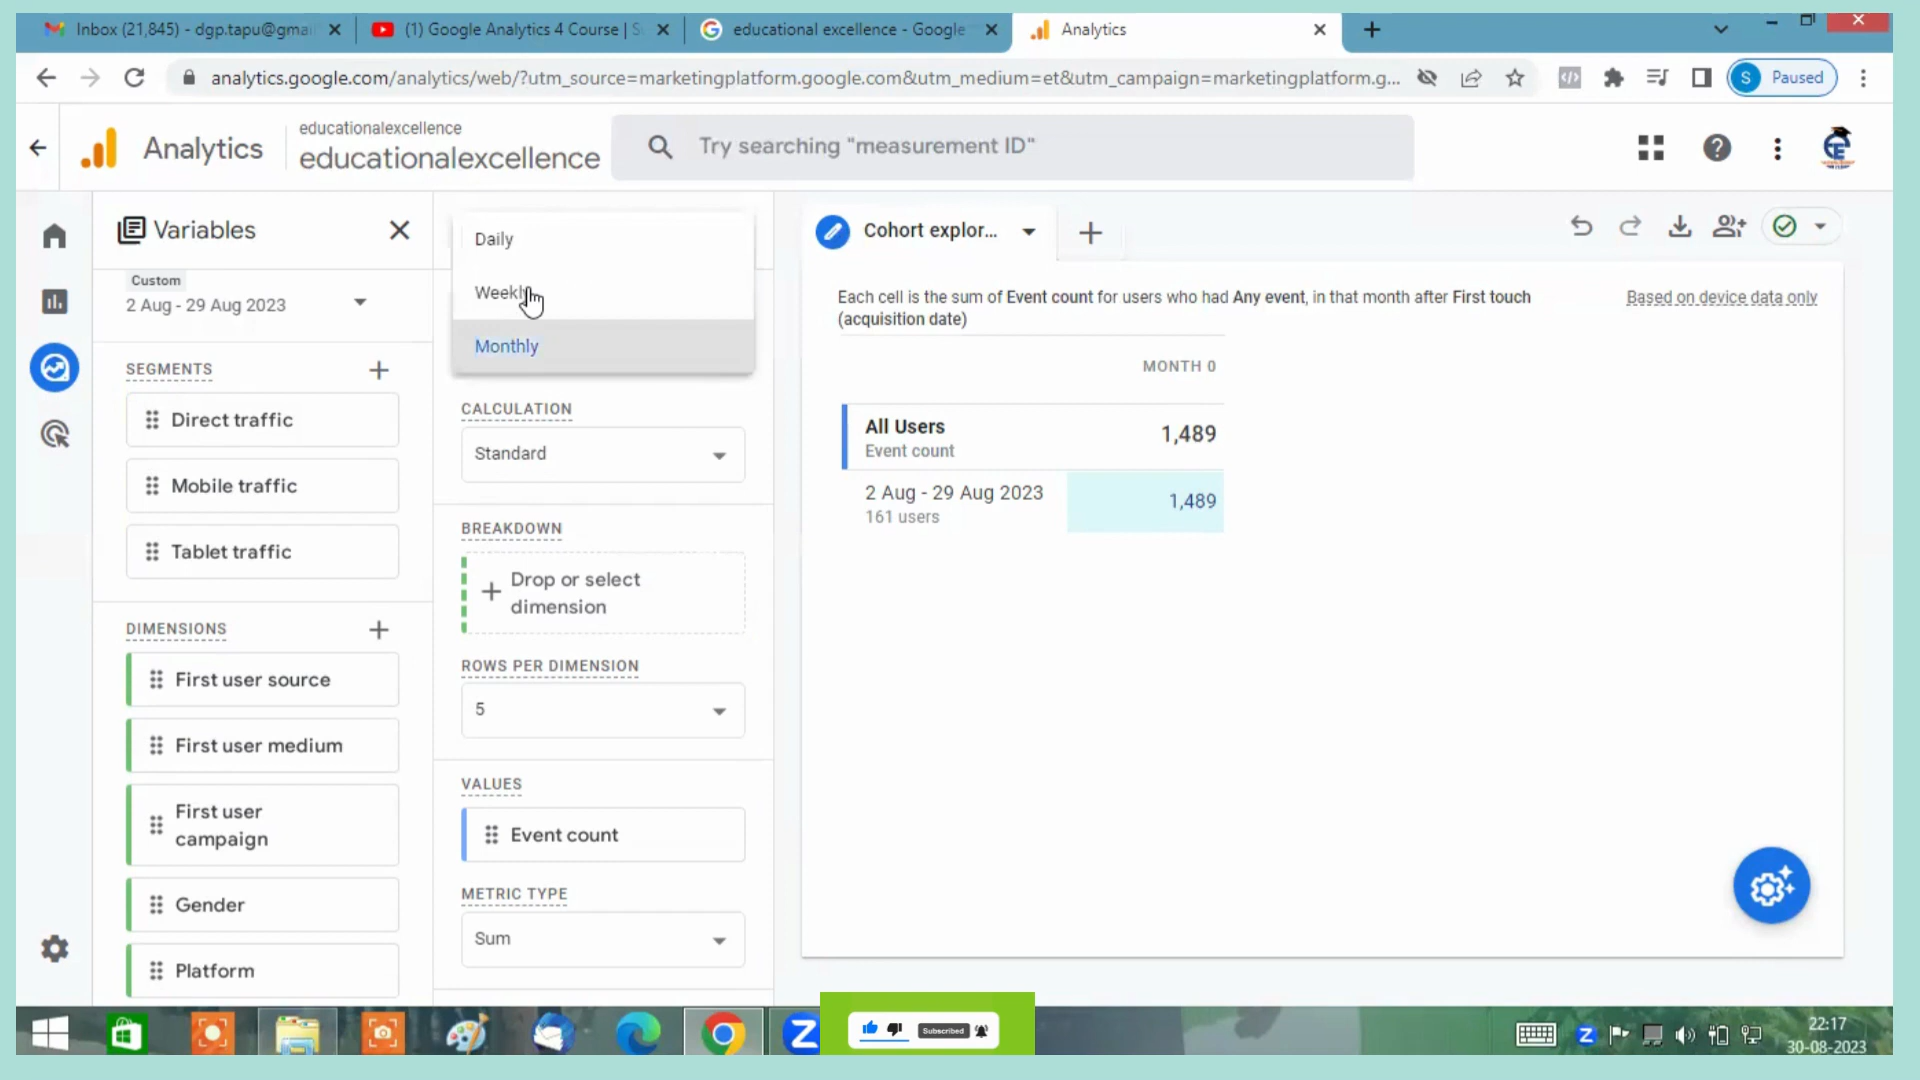 Inbox (21,845) - dgp.tapu@gmai
(1) Google Analytics 4 Course | S
educational excellence - Google
Analytics
analytics.google.com/analytics/web/?utm_source=marketingplatform.google.com&utm_medium=et&utm_campaign=marketingplatform.g...
S
Paused
Analytics
educationalexcellence
educationalexcellence
Try searching "measurement ID"
Variables
Custom
2 Aug - 29 Aug 2023
SEGMENTS
Direct traffic
Mobile traffic
Tablet traffic
DIMENSIONS
First user source
First user medium
First user
campaign
Gender
Platform
Daily
Weekly
Monthly
CALCULATION
Standard
BREAKDOWN
Drop or select
dimension
ROWS PER DIMENSION
5
VALUES
Event count
METRIC TYPE
Sum
Cohort explor...
Each cell is the sum of Event count for users who had Any event, in that month after First touch
(acquisition date)
Based on device data only
MONTH 0
All Users
1,489
Event count
2 Aug - 29 Aug 2023
1,489
161 users
Subscribed
22:17
30-08-2023